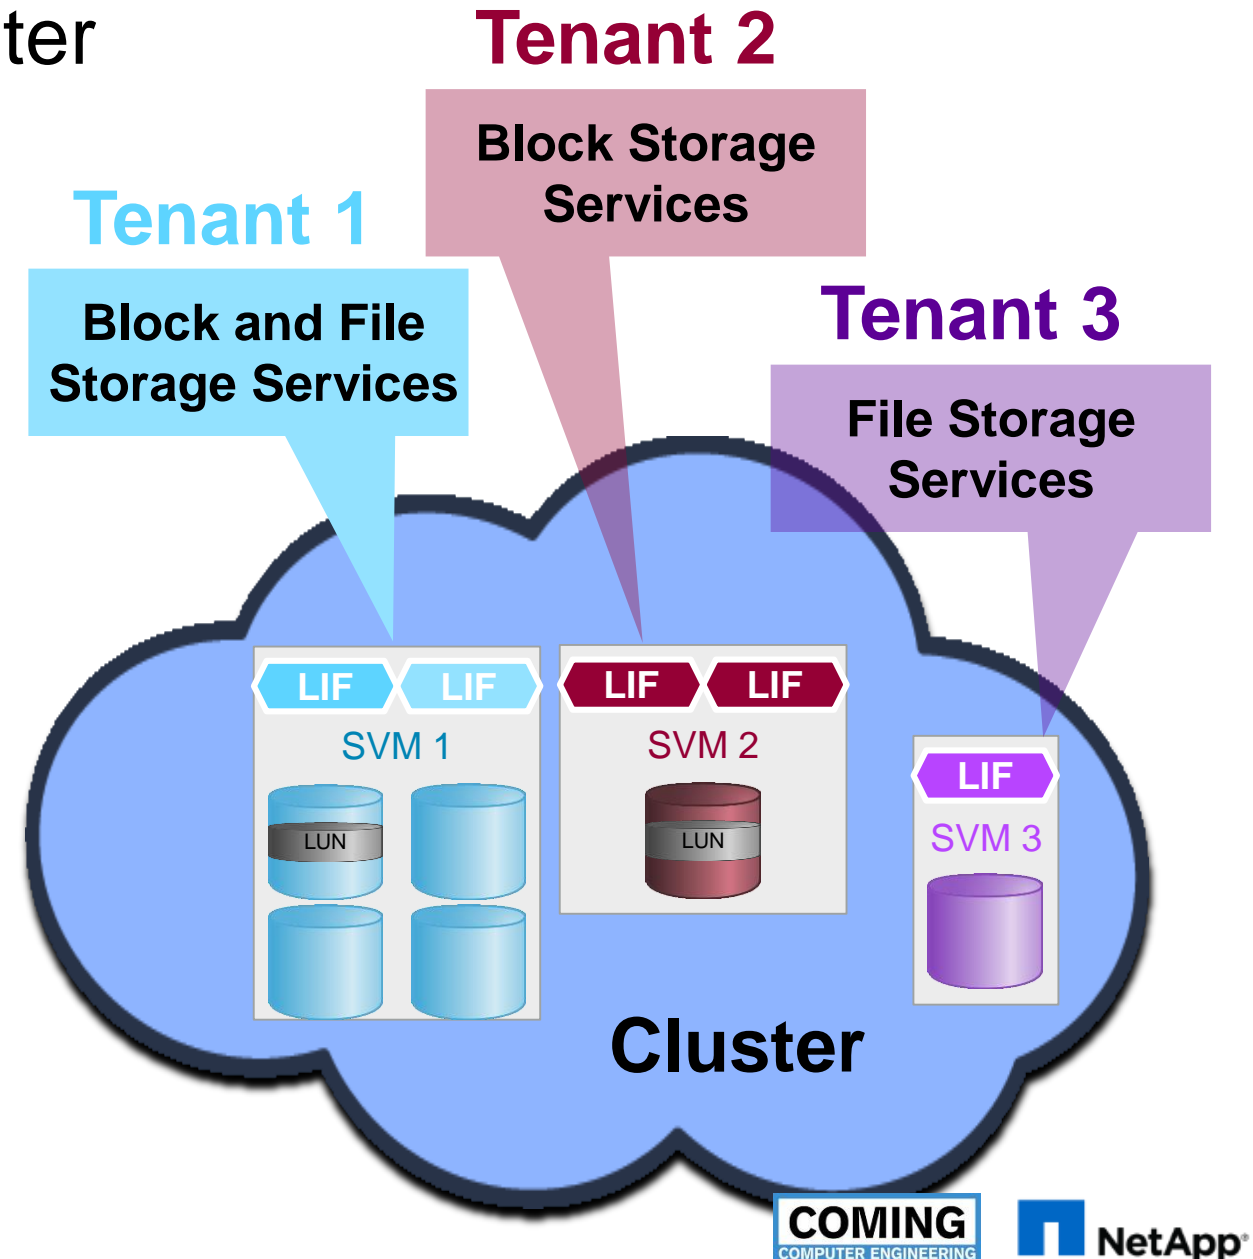 ter
Tenant 2
Block Storage
Services
Tenant 1
Block and File
Storage Services
Tenant 3
File Storage
Services
LIF LIF
SVM 1
LUN
LIF LIF
SVM 2
LUN
LIF
SVM 3
Cluster
COMING
COMPUTER ENGINEERING
NetApp®